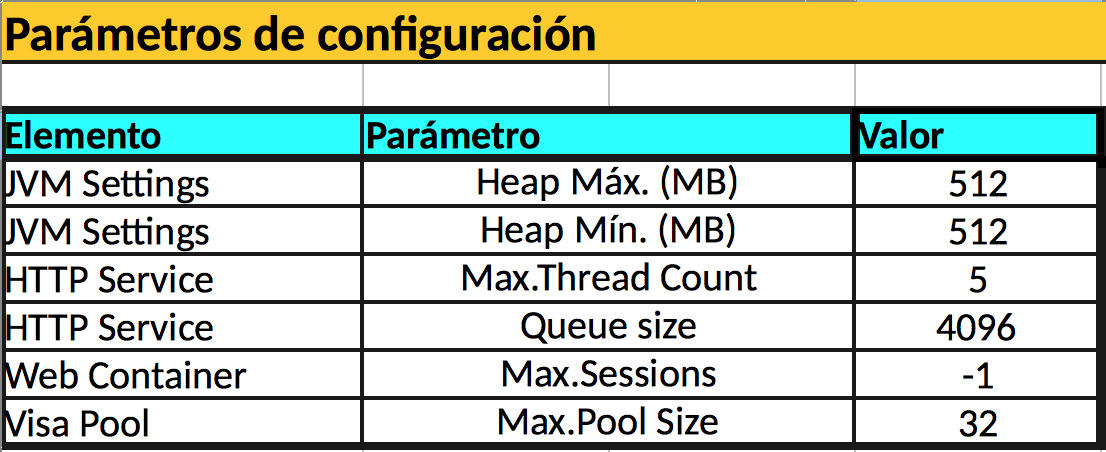 Parámetros de configuración
Elemento Parámetro Valor
JVM Settings Heap Máx. (MB) 512
JVM Settings Heap Mín. (MB) 512
HTTP Service Max.Thread Count 5
HTTP Service Queue size 4096
Web Container Max.Sessions -1
Visa Pool Max.Pool Size 32